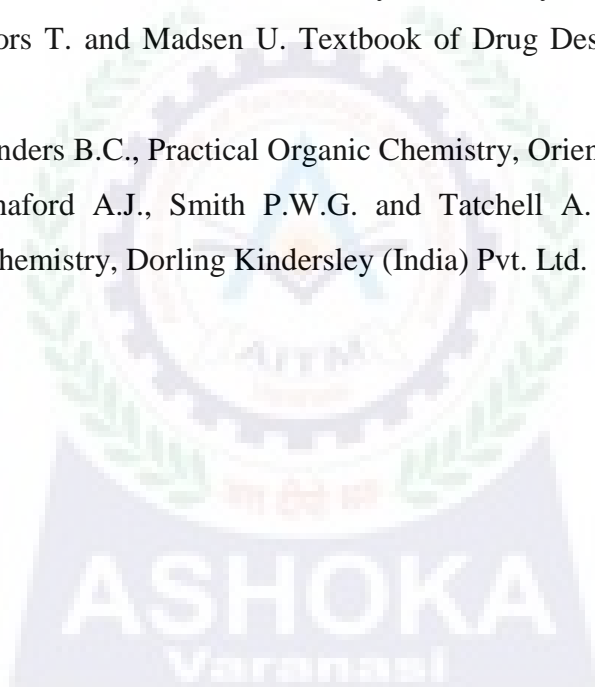 ors T. and Madsen U. Textbook of Drug Des
nders B.C., Practical Organic Chemistry, Orien
naford A.J., Smith P.W.G. and Tatchell A.
hemistry, Dorling Kindersley (India) Pvt. Ltd.
AITM
ASHOKA
Varanasi